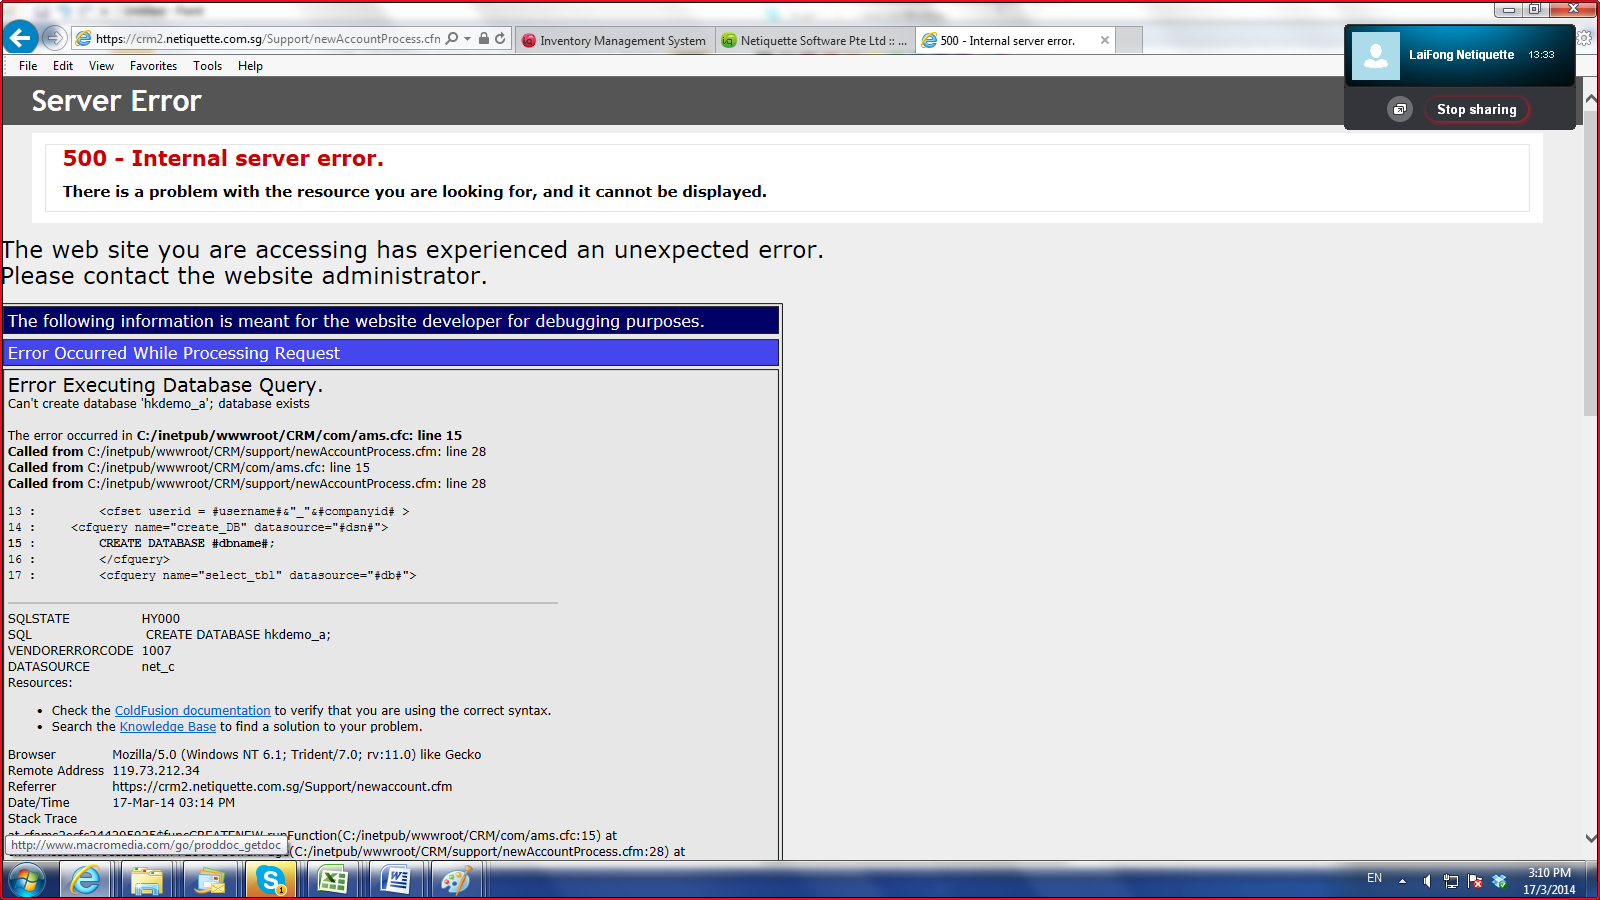 https://crm2.netiquette.com.sg/Support/newAccountProcess.cfm
Inventory Management System
Netiquette Software Pte Ltd :: ...
500 - Internal server error.
File Edit View Favorites Tools Help
LaiFong Netiquette 13:33
Stop sharing
Server Error
500 - Internal server error.
There is a problem with the resource you are looking for, and it cannot be displayed.
The web site you are accessing has experienced an unexpected error.
Please contact the website administrator.
The following information is meant for the website developer for debugging purposes.
Error Occurred While Processing Request
Error Executing Database Query.
Can't create database 'hkdemo_a'; database exists
The error occurred in C:/inetpub/wwwroot/CRM/com/ams.cfc: line 15
Called from C:/inetpub/wwwroot/CRM/support/newAccountProcess.cfm: line 28
Called from C:/inetpub/wwwroot/CRM/com/ams.cfc: line 15
Called from C:/inetpub/wwwroot/CRM/support/newAccountProcess.cfm: line 28
13 : <cfset userid = #username#&"_"&#companyid# >
14 : <cfquery name="create_DB" datasource="#dsn#">
15 : CREATE DATABASE #dbname#;
16 : </cfquery>
17 : <cfquery name="select_tbl" datasource="#db#">
SQLSTATE HY000
SQL CREATE DATABASE hkdemo_a;
VENDORERRORCODE 1007
DATASOURCE net_c
Resources:
• Check the ColdFusion documentation to verify that you are using the correct syntax.
• Search the Knowledge Base to find a solution to your problem.
Browser Mozilla/5.0 (Windows NT 6.1; Trident/7.0; rv:11.0) like Gecko
Remote Address 119.73.212.34
Referrer https://crm2.netiquette.com.sg/Support/newaccount.cfm
Date/Time 17-Mar-14 03:14 PM
Stack Trace
runFunction(C:/inetpub/wwwroot/CRM/com/ams.cfc:15) at
(C:/inetpub/wwwroot/CRM/support/newAccountProcess.cfm:28) at
http://www.macromedia.com/go/proddoc_getdoc
1
EN
3:10 PM
17/3/2014